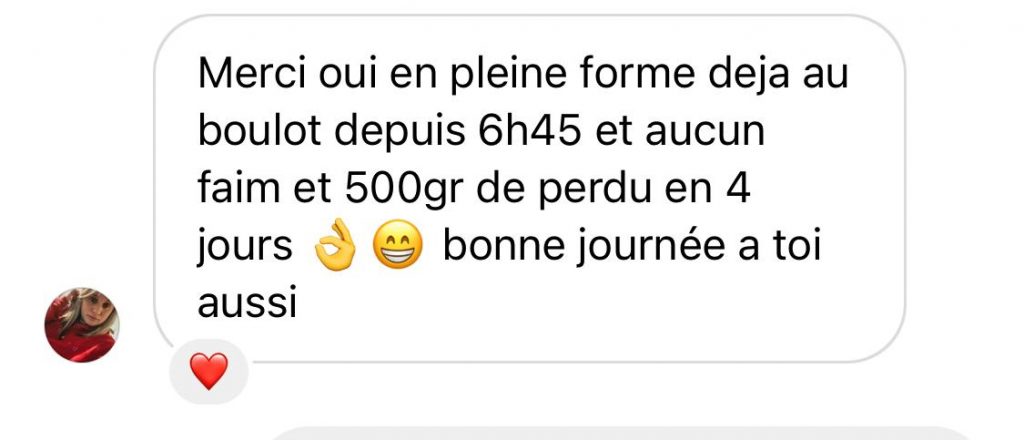 Merci oui en pleine forme deja au
boulot depuis 6h45 et aucun
faim et 500gr de perdu en 4
jours 👌😁 bonne journée a toi
aussi